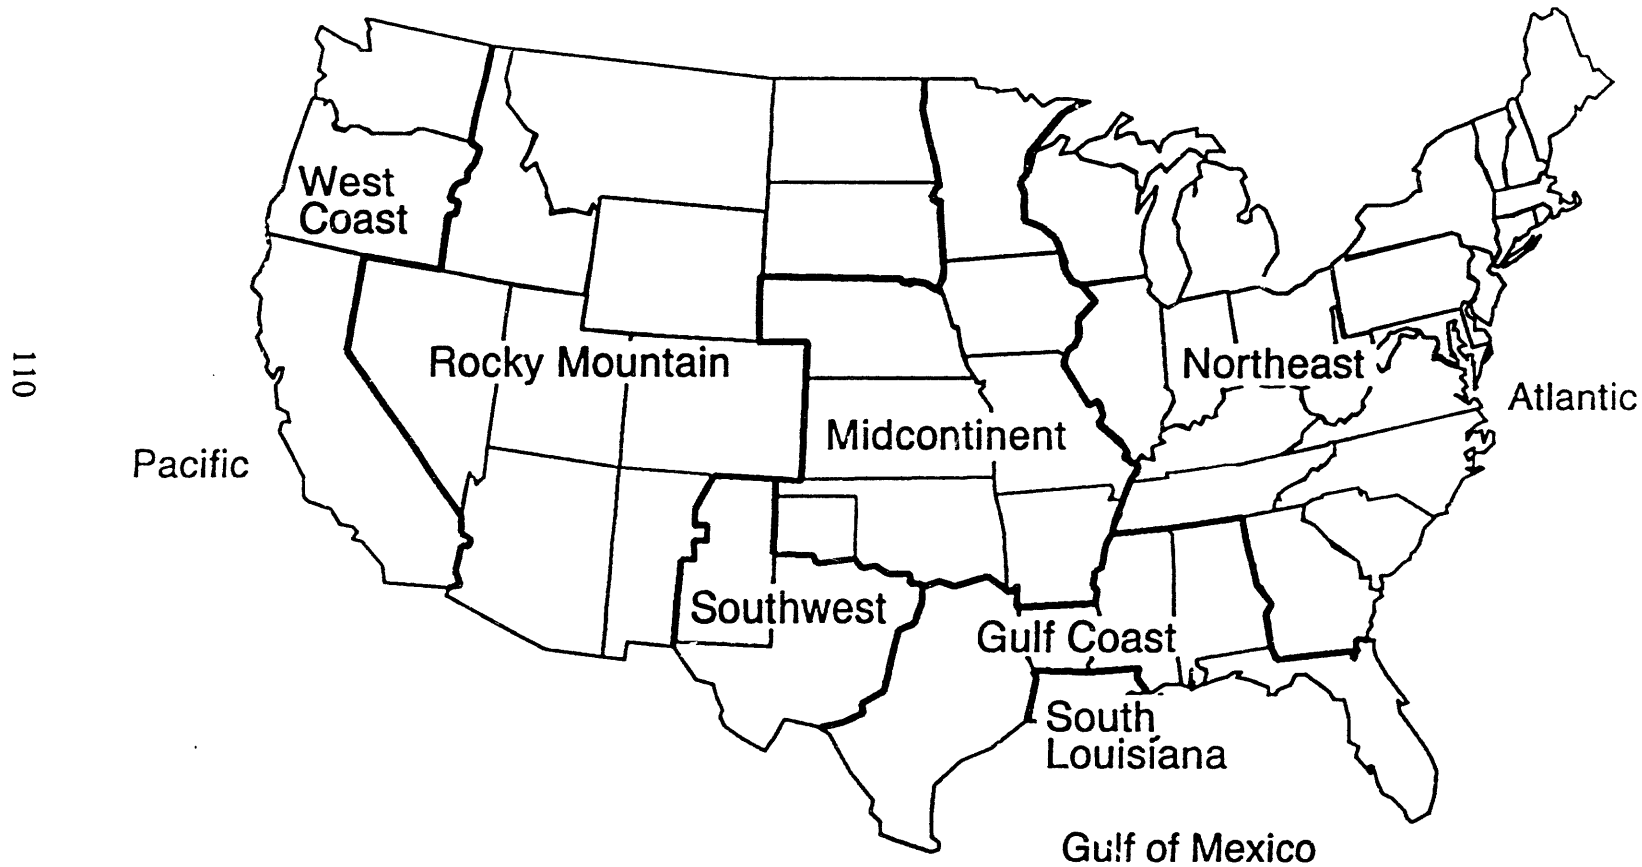 West
Coast
Rocky Mountain
Northeast
110
Atlantic
Midcontinent
Pacific
Southwest
Gulf Coast
South
Louisiana
Gulf of Mexico